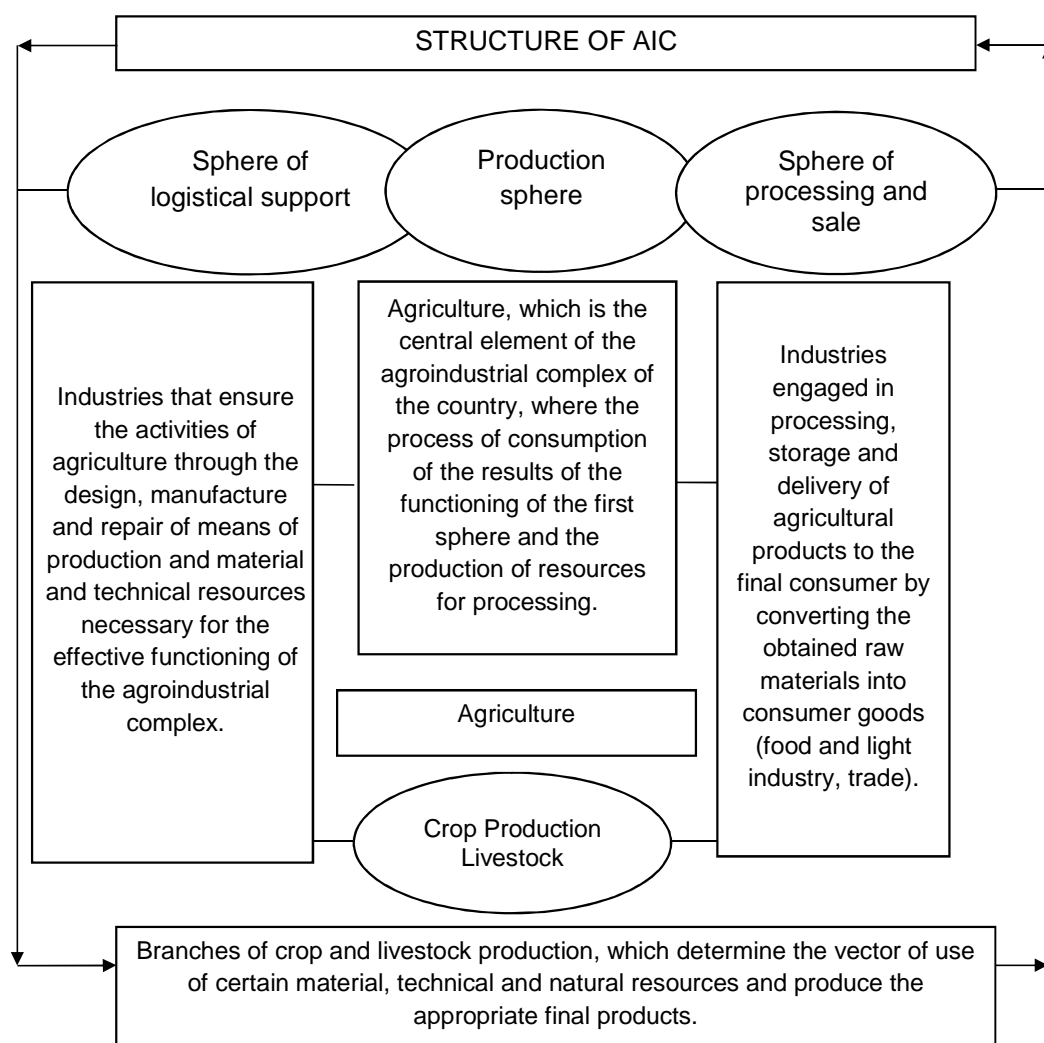 STRUCTURE OF AIC
Sphere of
logistical support
Production
sphere
Sphere of
processing and
sale
Industries that ensure
the activities of
agriculture through the
design, manufacture
and repair of means of
production and material
and technical resources
necessary for the
effective functioning of
the agroindustrial
complex.
Agriculture, which is the
central element of the
agroindustrial complex of
the country, where the
process of consumption
of the results of the
functioning of the first
sphere and the
production of resources
for processing.
Industries
engaged in
processing,
storage and
delivery of
agricultural
products to the
final consumer by
converting the
obtained raw
materials into
consumer goods
(food and light
industry, trade).
Agriculture
Crop Production
Livestock
Branches of crop and livestock production, which determine the vector of use
of certain material, technical and natural resources and produce the
appropriate final products.